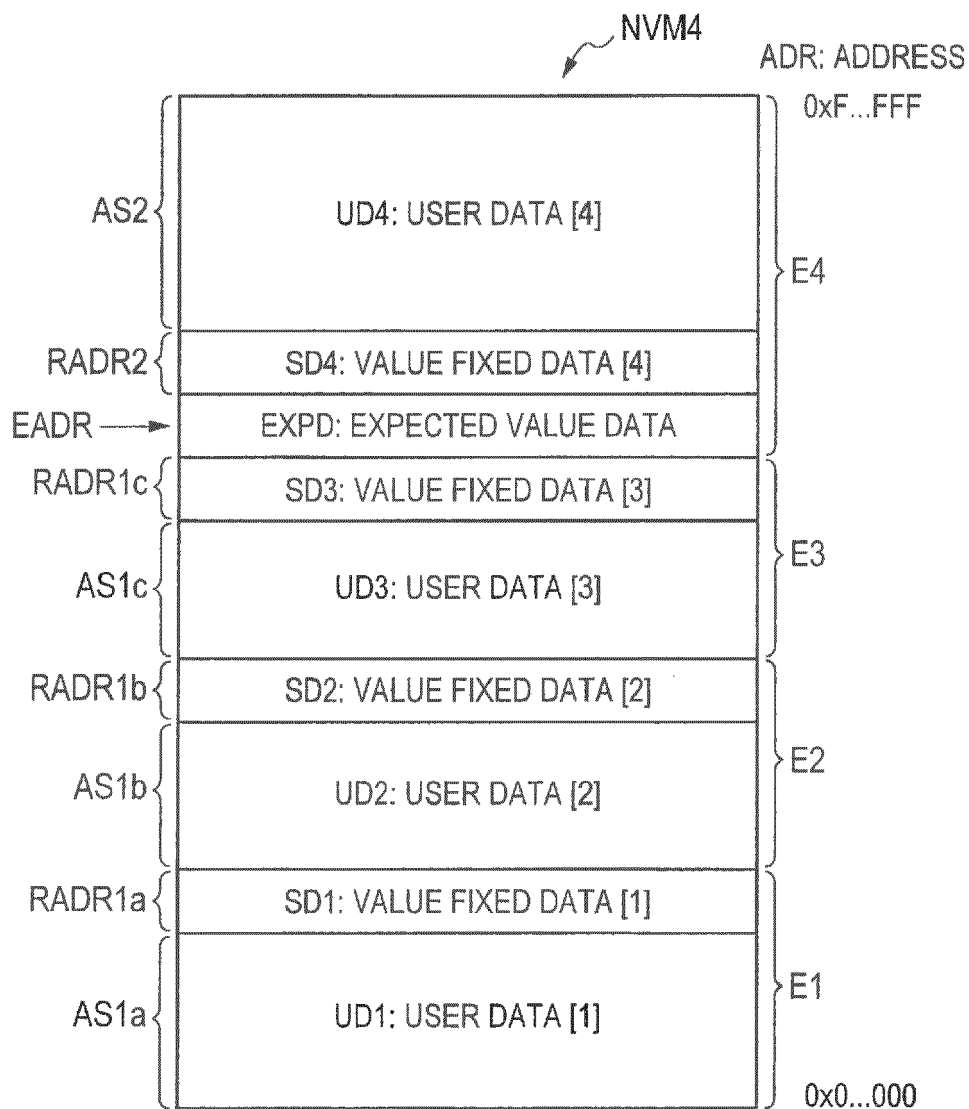 NVM4
ADR: ADDRESS
0xF...FFF
AS2
UD4: USER DATA [4]
E4
RADR2
SD4: VALUE FIXED DATA [4]
EADR
EXPD: EXPECTED VALUE DATA
RADR1c
SD3: VALUE FIXED DATA [3]
E3
AS1c
UD3: USER DATA [3]
RADR1b
SD2: VALUE FIXED DATA [2]
E2
AS1b
UD2: USER DATA [2]
RADR1a
SD1: VALUE FIXED DATA [1]
E1
AS1a
UD1: USER DATA [1]
0x0...000